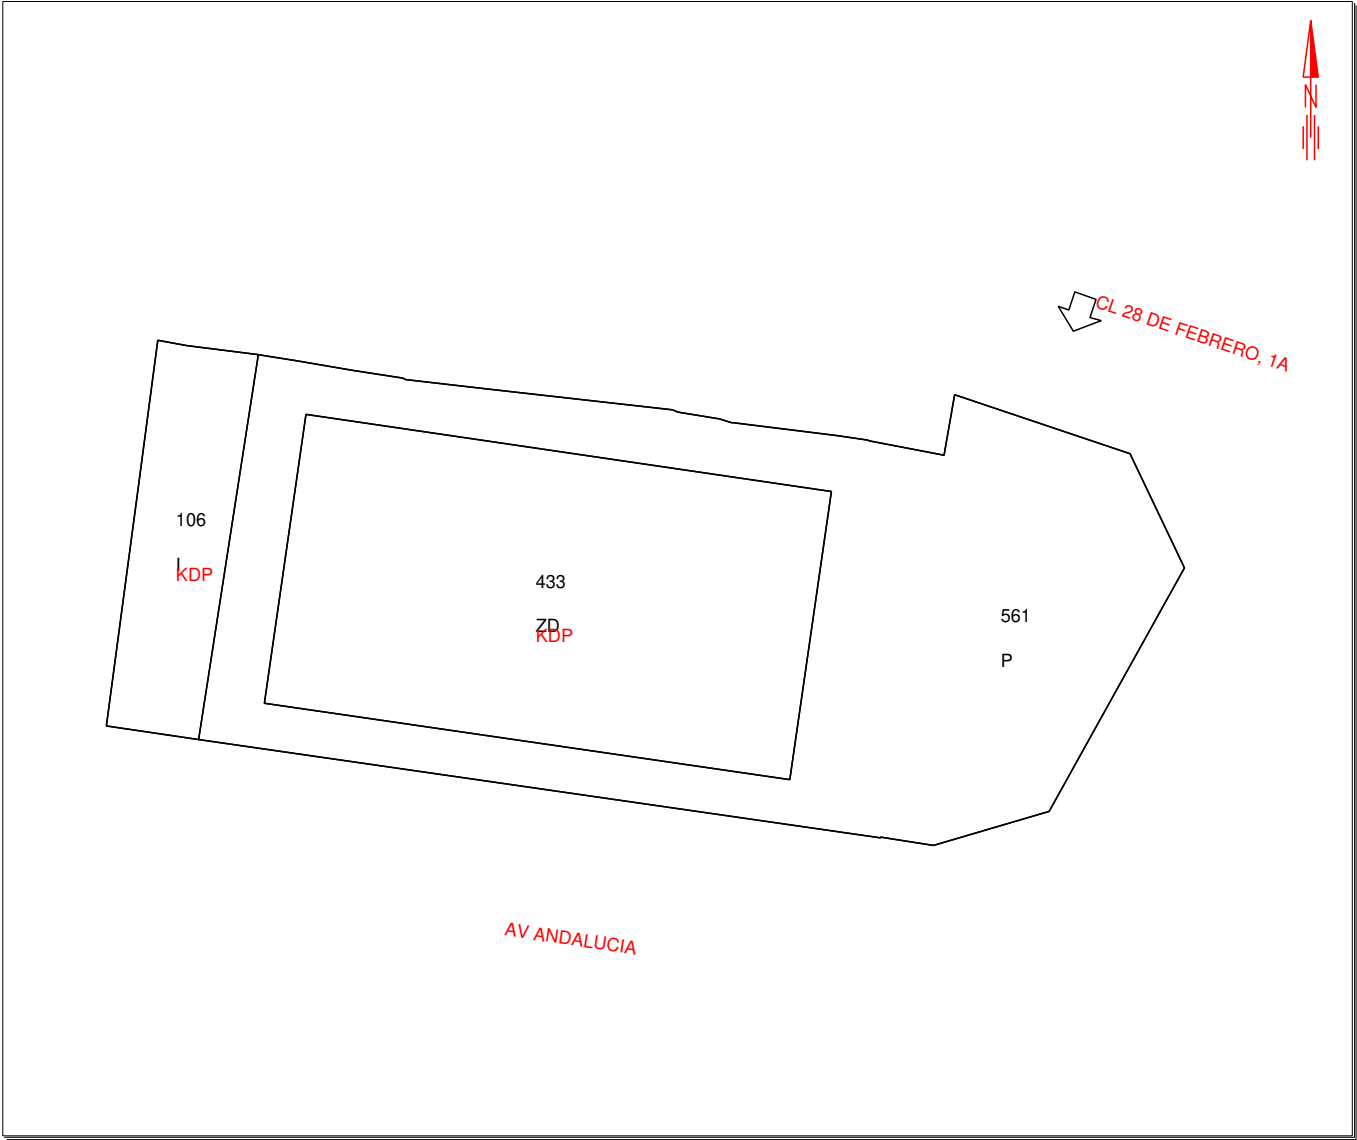 N
CL 28 DE FEBRERO, 1A
106
I
KDP
433
ZD
KDP
561
P
AV ANDALUCIA